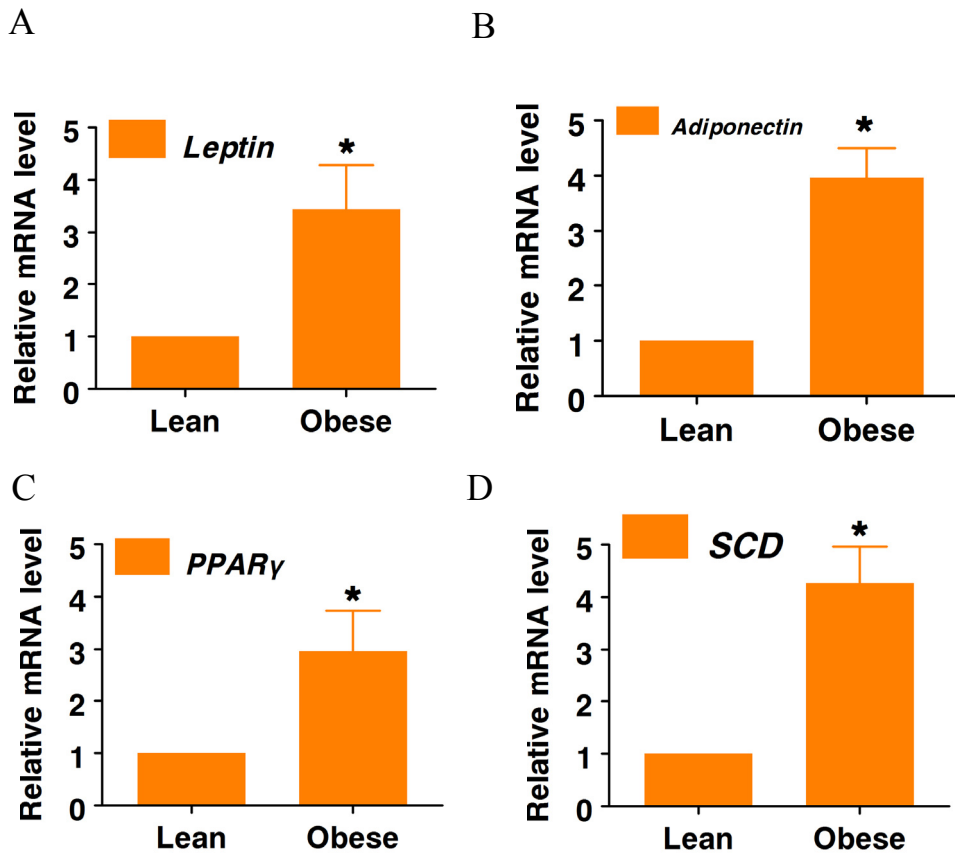 A
Leptin
*
Relative mRNA level
5
4
3
2
1
0
Lean Obese
B
Adiponectin
*
Relative mRNA level
5
4
3
2
1
0
Lean Obese
C
PPARγ
*
Relative mRNA level
5
4
3
2
1
0
Lean Obese
D
SCD
*
Relative mRNA level
5
4
3
2
1
0
Lean Obese